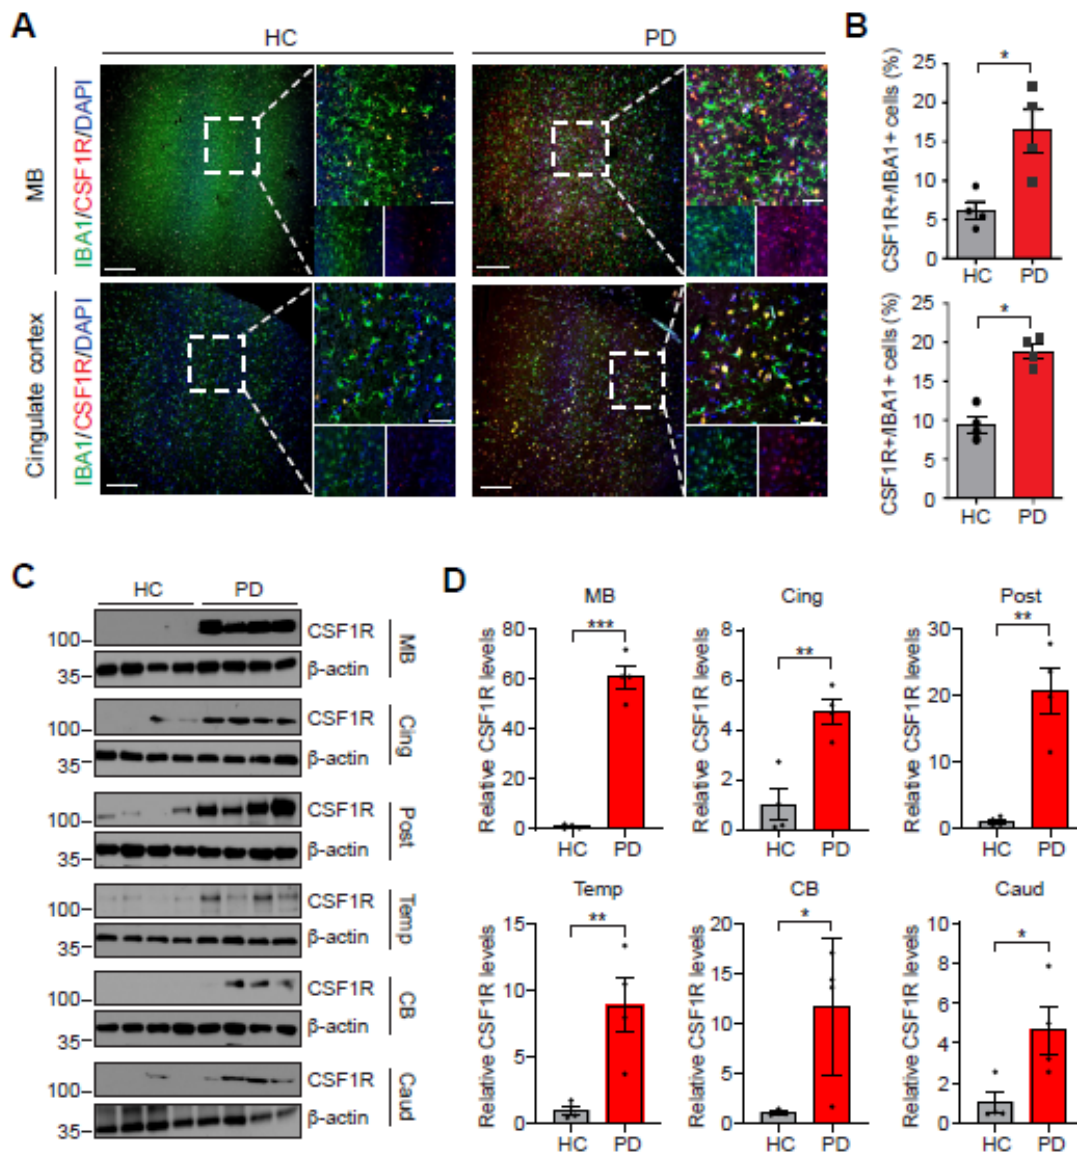 A
HC
PD
MB
IBA1/CSF1R/DAPI
Cingulate cortex
IBA1/CSF1R/DAPI
B
CSF1R+/IBA1+ cells (%)
25
20
15
10
5
0
*
HC
PD
CSF1R+/IBA1+ cells (%)
25
20
15
10
5
0
*
HC
PD
C
HC
PD
100
CSF1R
35
β-actin
MB
100
CSF1R
35
β-actin
Cing
100
CSF1R
35
β-actin
Post
100
CSF1R
35
β-actin
Temp
100
CSF1R
35
β-actin
CB
100
CSF1R
35
β-actin
Caud
D
MB
Relative CSF1R levels
80
60
40
20
0
***
HC
PD
Cing
Relative CSF1R levels
8
6
4
2
0
**
HC
PD
Post
Relative CSF1R levels
30
20
10
0
**
HC
PD
Temp
Relative CSF1R levels
15
10
5
0
**
HC
PD
CB
Relative CSF1R levels
20
15
10
5
0
*
HC
PD
Caud
Relative CSF1R levels
10
8
6
4
2
0
*
HC
PD